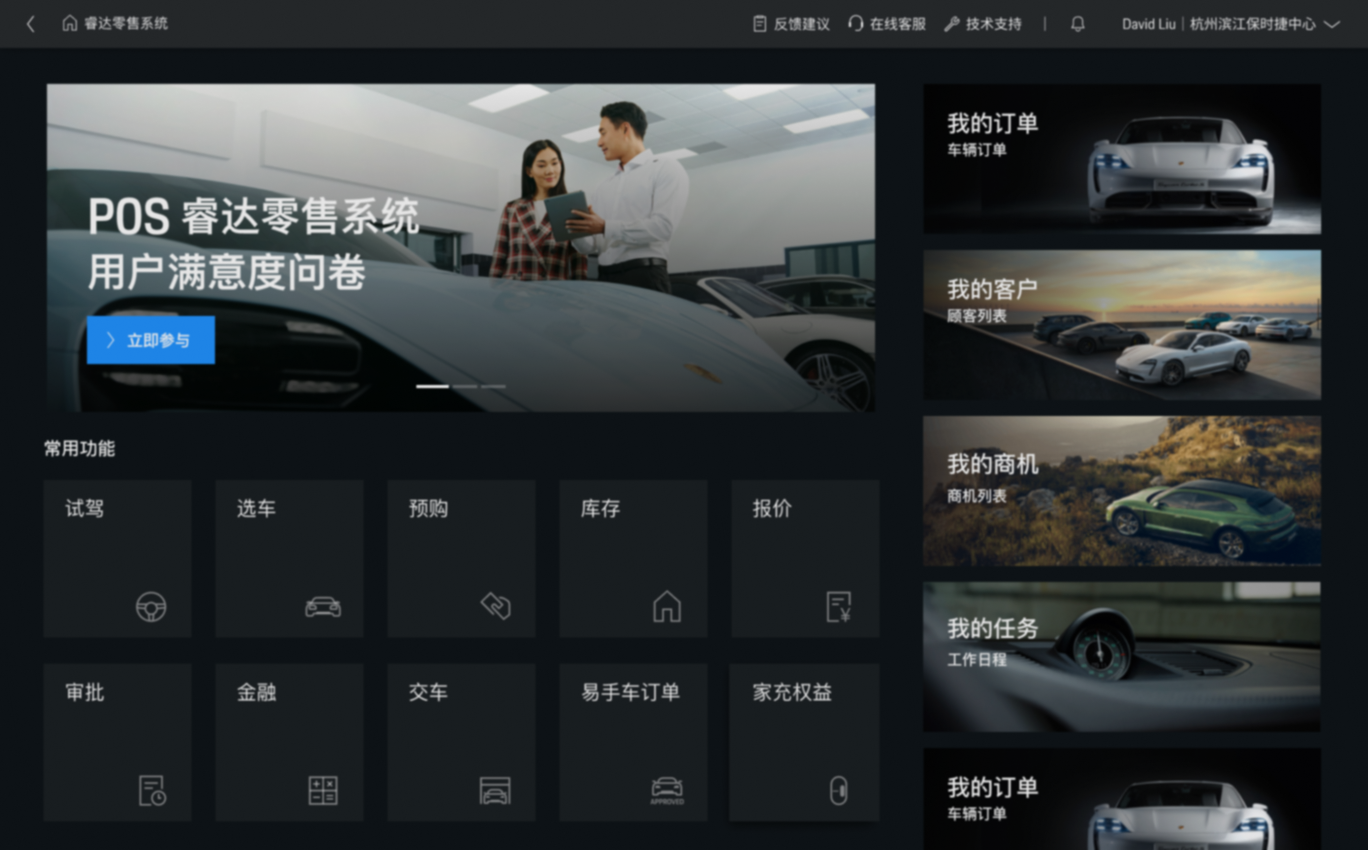 睿达零售系统
反馈建议
在线客服
技术支持
David Liu | 杭州滨江保时捷中心
POS 睿达零售系统
用户满意度问卷
立即参与
常用功能
试驾
选车
预购
库存
报价
审批
金融
交车
易手车订单
APPROVED
家充权益
我的订单
车辆订单
我的客户
顾客列表
我的商机
商机列表
我的任务
工作日程
我的订单
车辆订单